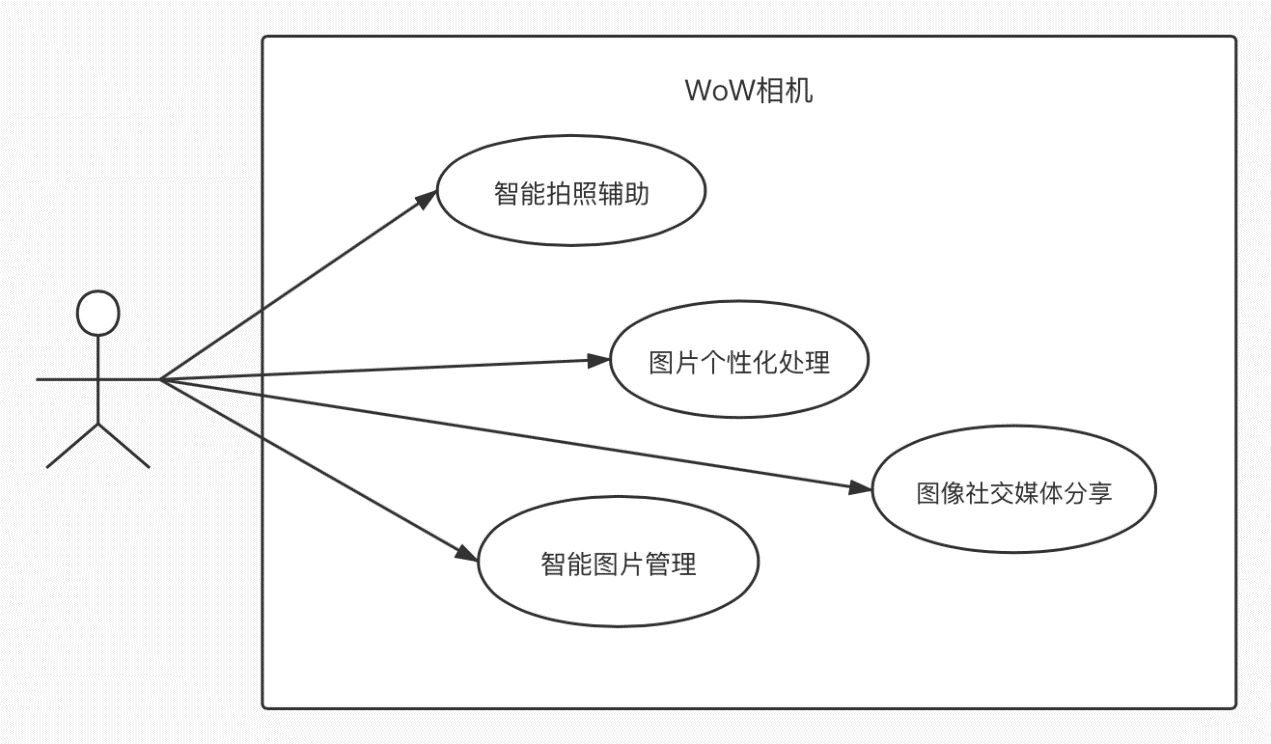 WoW相机
智能拍照辅助
图片个性化处理
图像社交媒体分享
智能图片管理